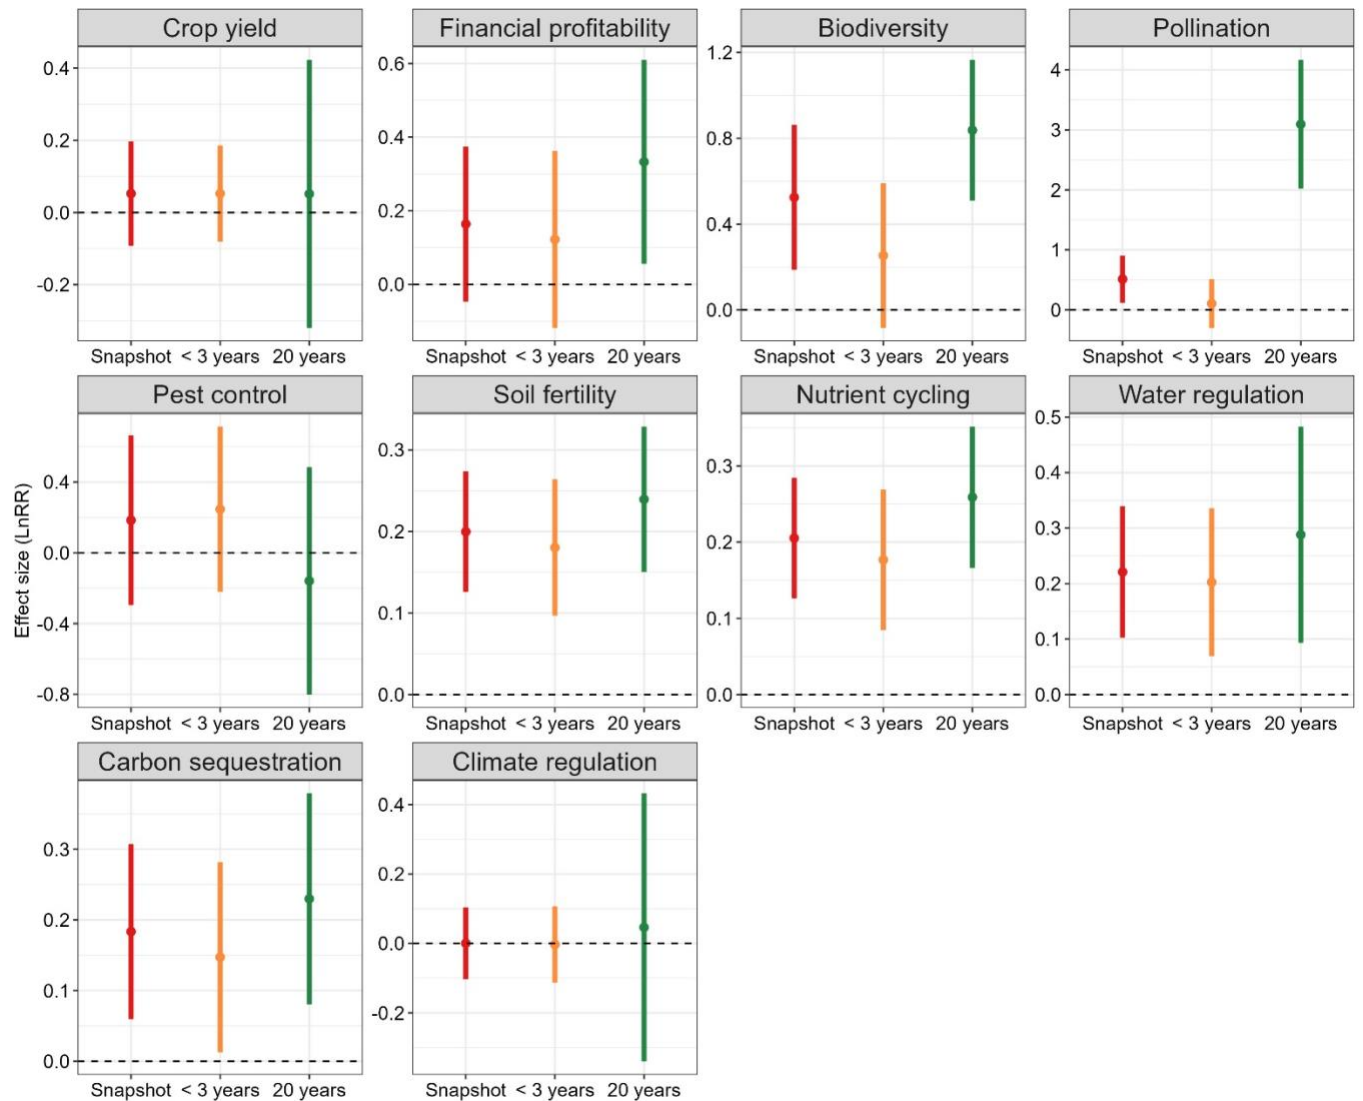 Crop yield
Financial profitability
Biodiversity
Pollination
0.4
0.2
0.0
-0.2
0.6
0.4
0.2
0.0
1.2
0.8
0.4
0.0
4
3
2
1
0
Snapshot < 3 years 20 years
Snapshot < 3 years 20 years
Snapshot < 3 years 20 years
Snapshot < 3 years 20 years
Effect size (LnRR)
Pest control
Soil fertility
Nutrient cycling
Water regulation
0.4
0.0
-0.4
-0.8
0.3
0.2
0.1
0.0
0.3
0.2
0.1
0.0
0.5
0.4
0.3
0.2
0.1
0.0
Snapshot < 3 years 20 years
Snapshot < 3 years 20 years
Snapshot < 3 years 20 years
Snapshot < 3 years 20 years
Carbon sequestration
Climate regulation
0.3
0.2
0.1
0.0
0.4
0.2
0.0
-0.2
Snapshot < 3 years 20 years
Snapshot < 3 years 20 years